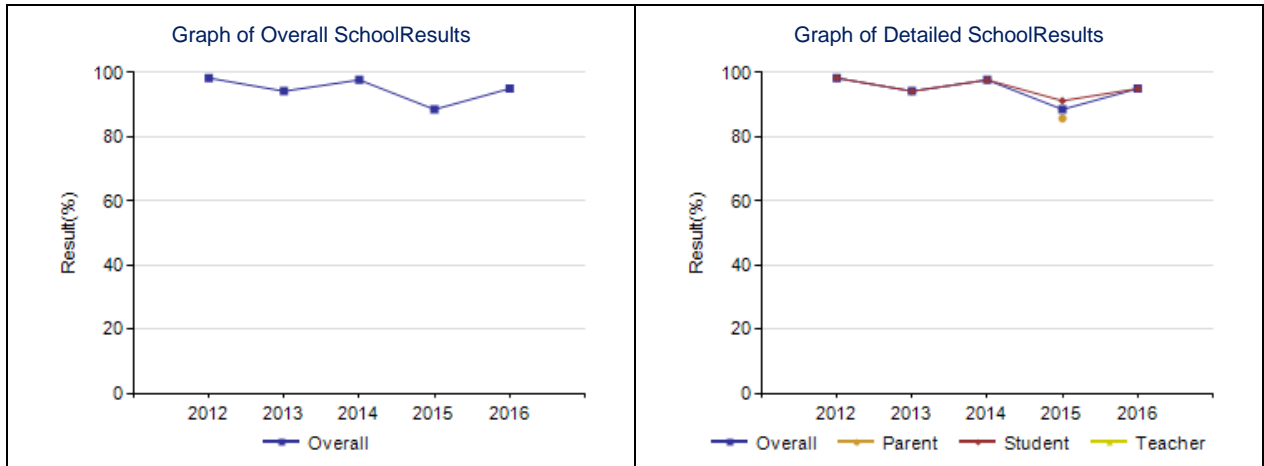 Graph of Overall SchoolResults
100
80
60
40
20
0
Result(%)
2012 2013 2014 2015 2016
Overall
Graph of Detailed SchoolResults
100
80
60
40
20
0
Result(%)
2012 2013 2014 2015 2016
Overall Parent Student Teacher